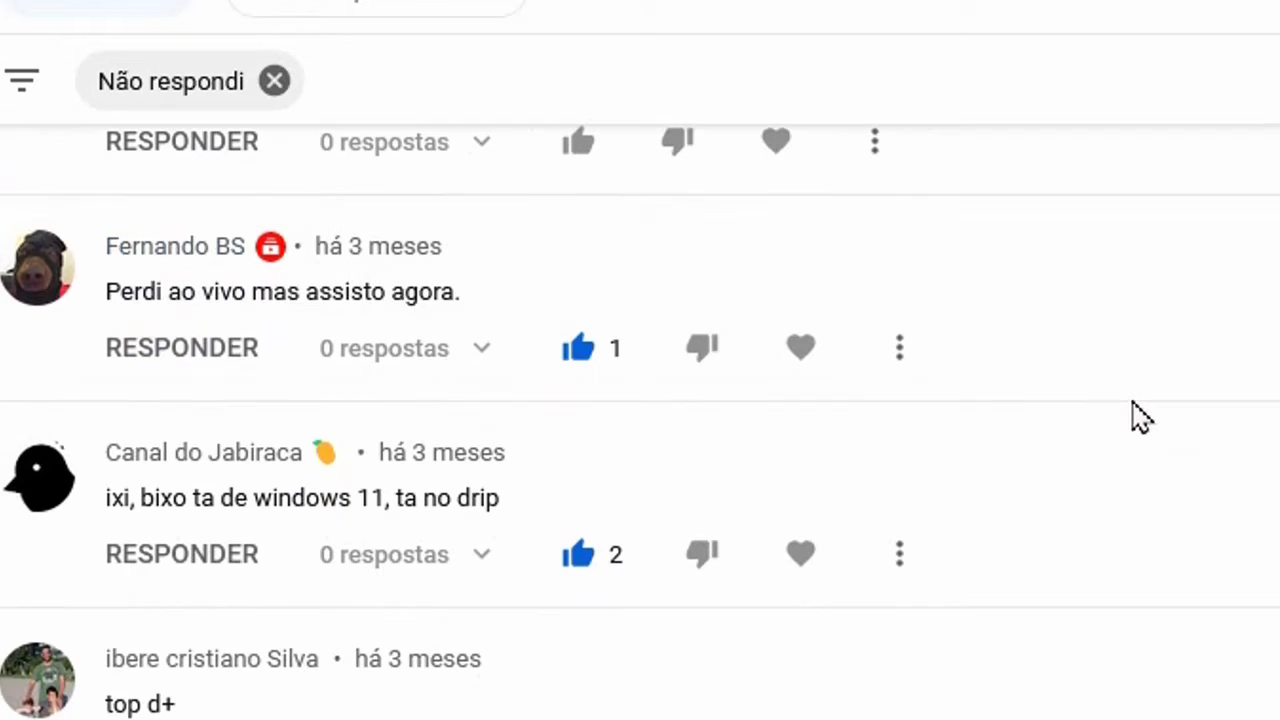 Não respondi
RESPONDER 0 respostas
Fernando BS • há 3 meses
Perdi ao vivo mas assisto agora.
RESPONDER 0 respostas 1
Canal do Jabiraca • há 3 meses
ixi, bixo ta de windows 11, ta no drip
RESPONDER 0 respostas 2
ibere cristiano Silva • há 3 meses
top d+